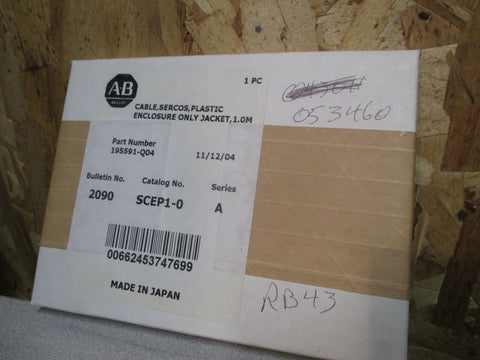 A-B
1 PC
CABLE,SERCOS,PLASTIC
ENCLOSURE ONLY JACKET,1.0M
053460
Part Number
195591-Q04 11/12/04
Bulletin No. Catalog No. Series
2090 SCEP1-0 A
00662453747699
MADE IN JAPAN
RB43